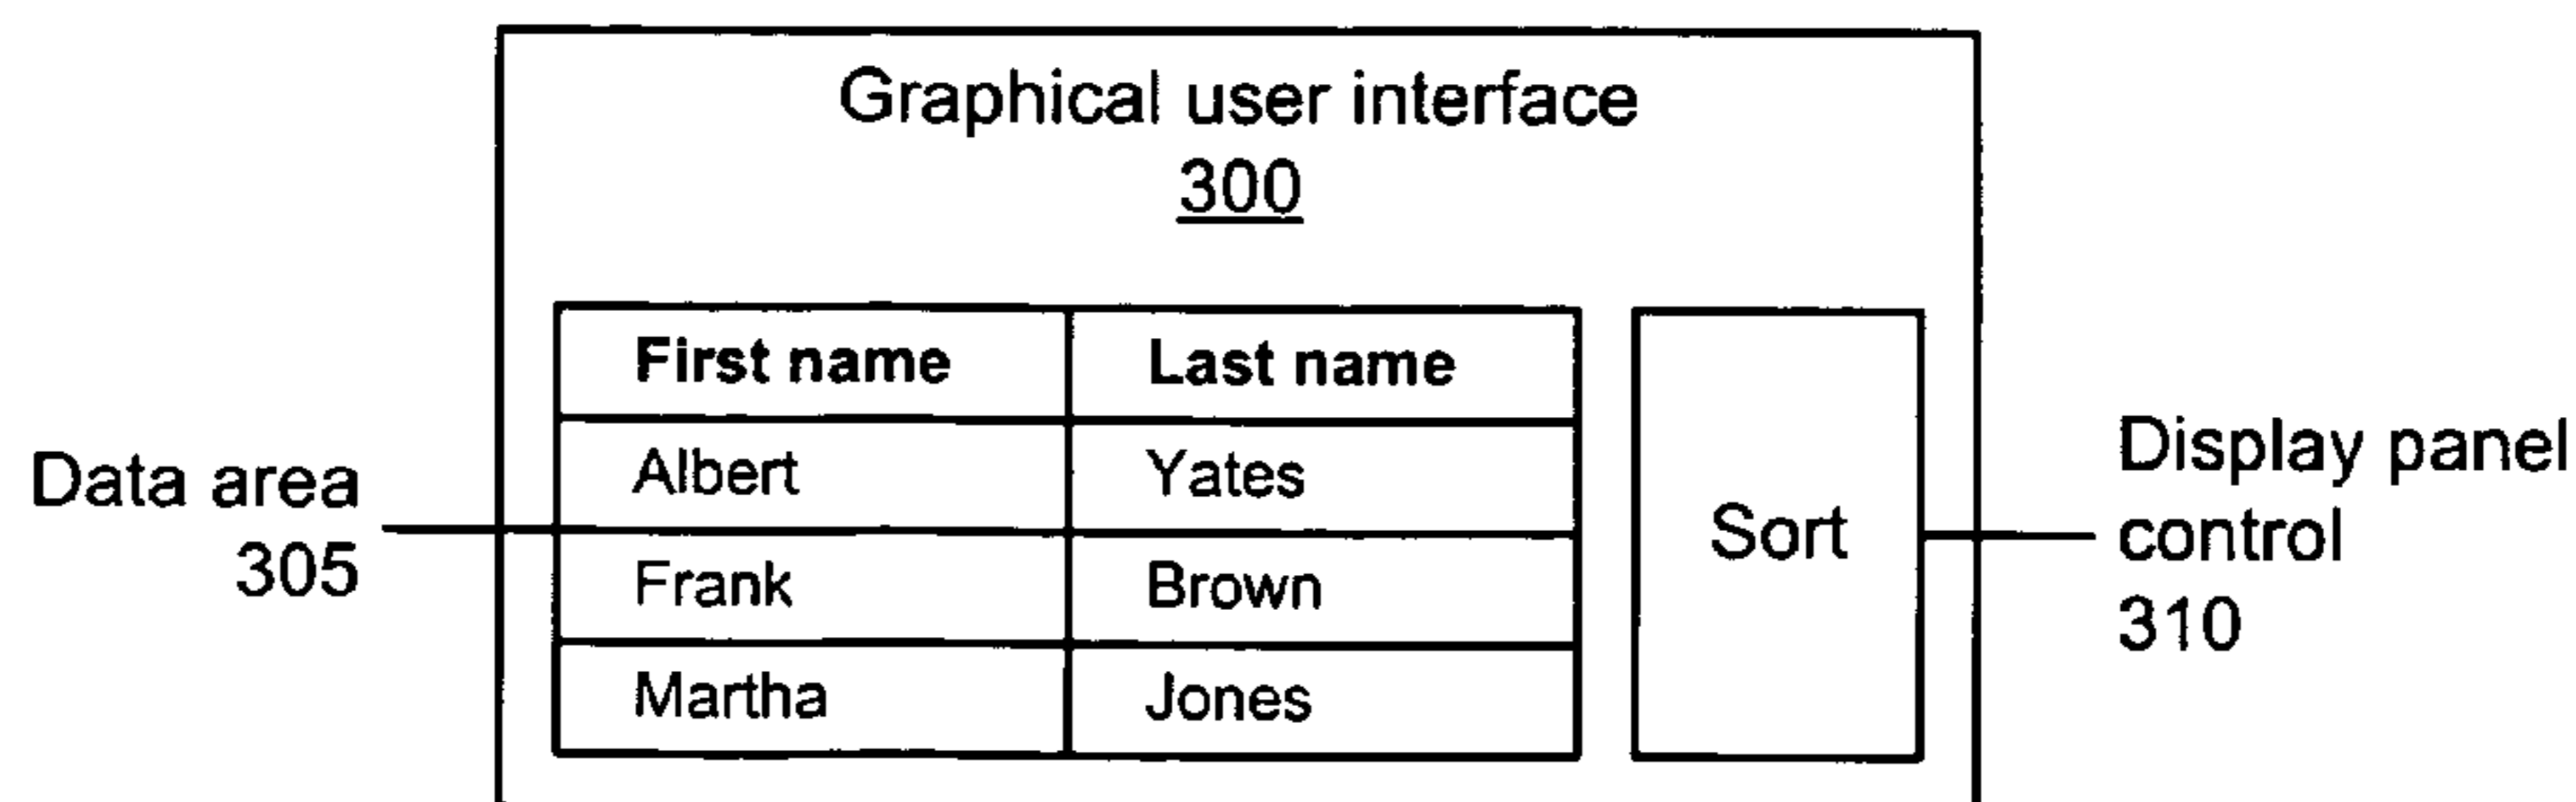 Graphical user interface
300
First name Last name
Albert Yates
Frank Brown
Martha Jones
Data area
305
Sort
Display panel
control
310